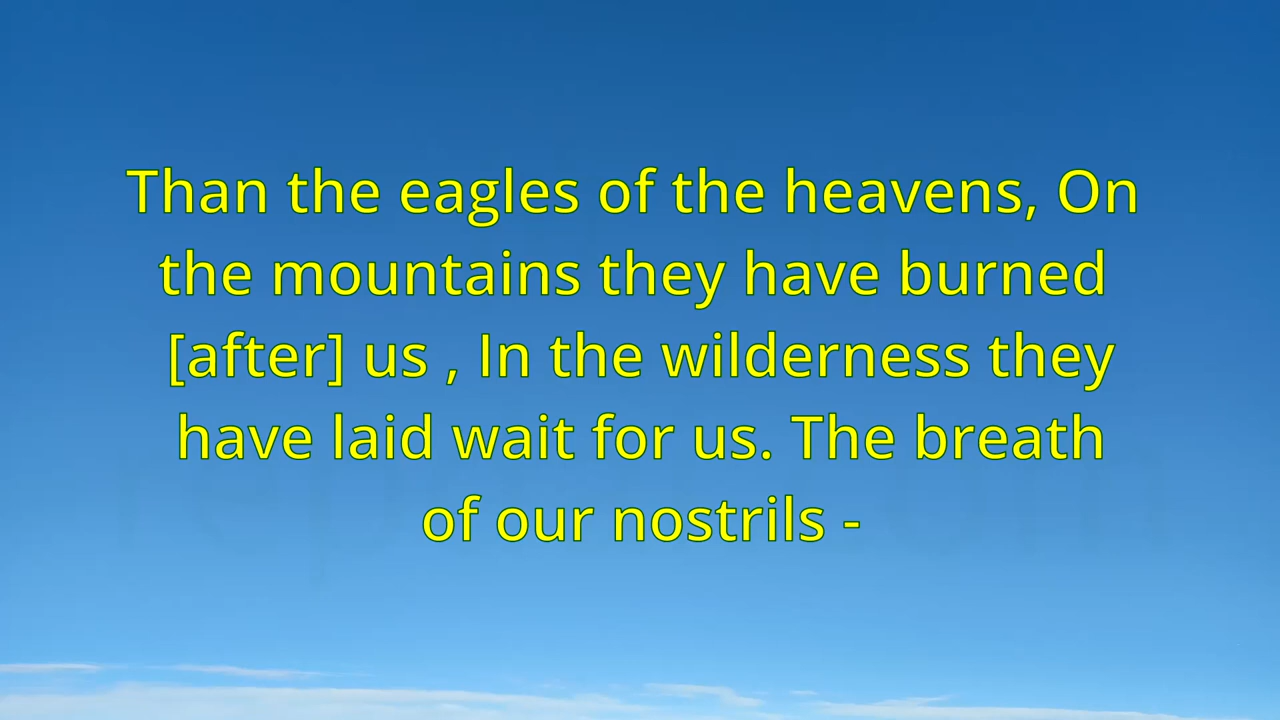 Than the eagles of the heavens, On
the mountains they have burned
[after] us , In the wilderness they
have laid wait for us. The breath
of our nostrils -